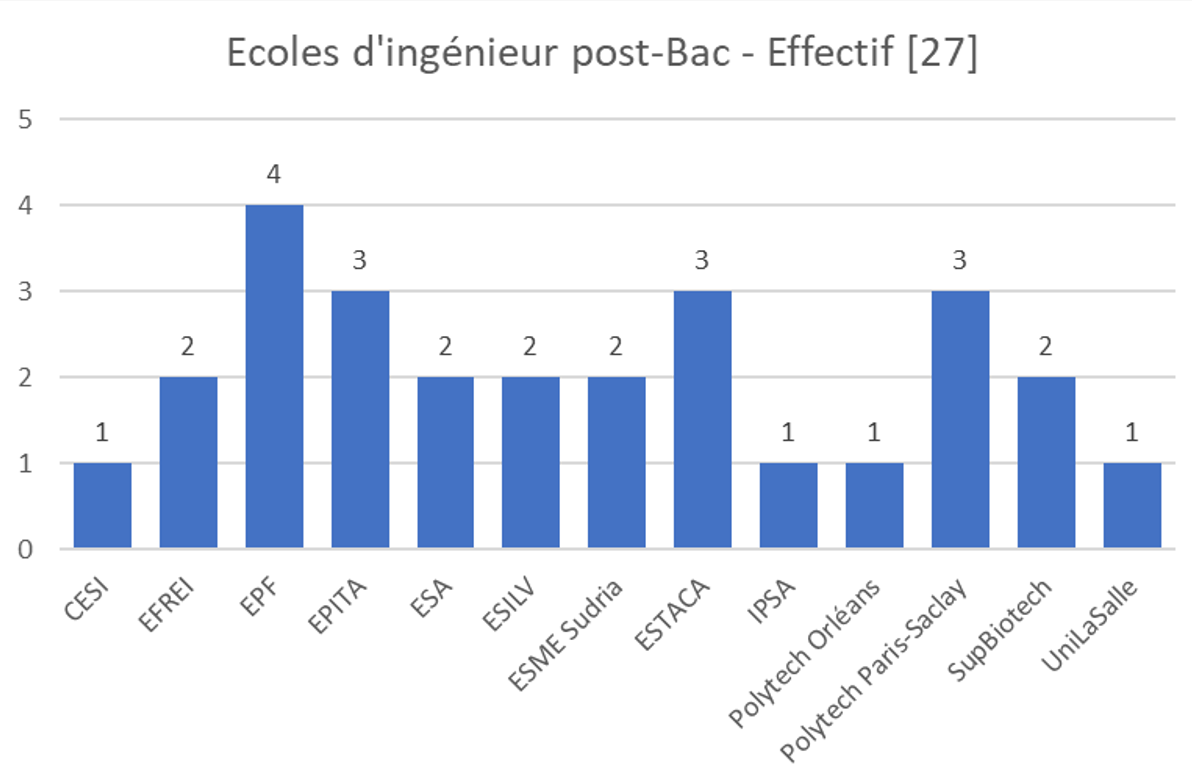 Ecoles d'ingénieur post-Bac - Effectif [27]
5
4
3
2
1
0
1
2
4
3
2
2
2
3
1
1
3
2
1
CESI
EFREI
EPF
EPITA
ESA
ESILV
ESME Sudria
ESTACA
IPSA
Polytech Orléans
Polytech Paris-Saclay
SupBiotech
UniLaSalle